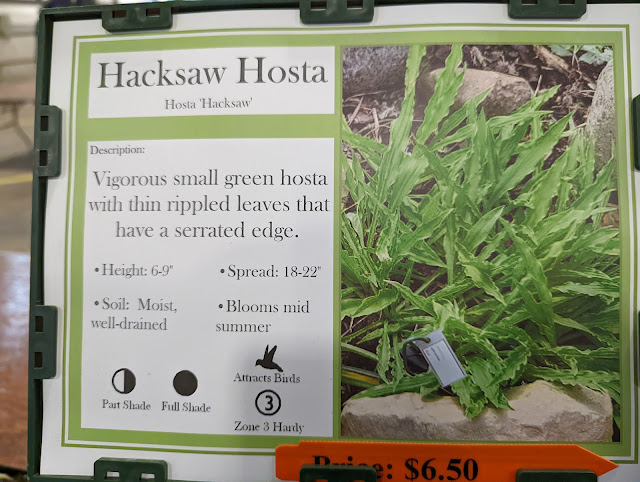 Hacksaw Hosta
Hosta 'Hacksaw'
Description:
Vigorous small green hosta
with thin rippled leaves that
have a serrated edge.
•Height: 6-9"
•Spread: 18-22"
•Soil: Moist,
well-drained
•Blooms mid
summer
Attracts Birds
Part Shade
Full Shade
3
Zone 3 Hardy
Price: $6.50